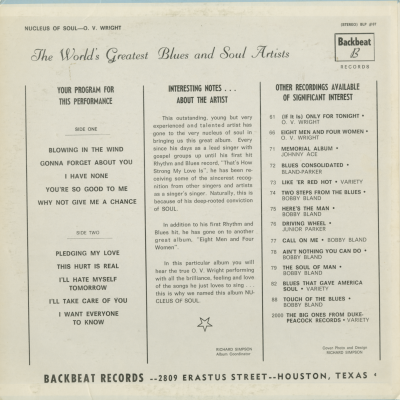 NUCLEUS OF SOUL—O. V. WRIGHT
(STEREO) BLP
The World's Greatest Blues and Soul Artists
Backbeat
B
RECORDS
YOUR PROGRAM FOR
THIS PERFORMANCE
SIDE ONE
BLOWING IN THE WIND
GONNA FORGET ABOUT YOU
I HAVE NONE
YOU'RE SO GOOD TO ME
WHY NOT GIVE ME A CHANCE
SIDE TWO
PLEDGING MY LOVE
THIS HURT IS REAL
I'LL HATE MYSELF
TOMORROW
I'LL TAKE CARE OF YOU
I WANT EVERYONE
TO KNOW
INTERESTING NOTES . . .
ABOUT THE ARTIST
This outstanding, young but very
experienced and talented artist has
gone to the very nucleus of soul in
bringing us this great album. Every
since his days as a lead singer with
gospel groups up until his first hit
Rhythm and Blues record, "That's How
Strong My Love Is", he has been re-
ceiving some of the sincerest recog-
nition from other singers and artists
as a singer's singer. Naturally, this is
because of his deep-rooted conviction
of SOUL.
In addition to his first Rhythm and
Blues hit, he has gone on to another
great album, "Eight Men and Four
Women".
In this particular album you will
hear the true O. V. Wright performing
with all the brilliance, feeling and love
of the songs he just loves to sing . . .
this is why we named this album NU-
CLEUS OF SOUL.
RICHARD SIMPSON
Album Coordinator
OTHER RECORDINGS AVAILABLE
OF SIGNIFICANT INTEREST
61 (If It Is) ONLY FOR TONIGHT •
O. V. WRIGHT
66 EIGHT MEN AND FOUR WOMEN •
O. V. WRIGHT
71 MEMORIAL ALBUM •
JOHNNY ACE
72 BLUES CONSOLIDATED •
BLAND-PARKER
73 LIKE 'ER RED HOT • VARIETY
74 TWO STEPS FROM THE BLUES •
BOBBY BLAND
75 HERE'S THE MAN •
BOBBY BLAND
76 DRIVING WHEEL •
JUNIOR PARKER
77 CALL ON ME • BOBBY BLAND
78 AIN'T NOTHING YOU CAN DO •
BOBBY BLAND
79 THE SOUL OF MAN •
BOBBY BLAND
82 BLUES THAT GAVE AMERICA
SOUL • VARIETY
88 TOUCH OF THE BLUES •
BOBBY BLAND
2000 THE BIG ONES FROM DUKE-
PEACOCK RECORDS • VARIETY
Cover Photo and Design
RICHARD SIMPSON
BACKBEAT RECORDS --2809 ERASTUS STREET--HOUSTON, TEXAS